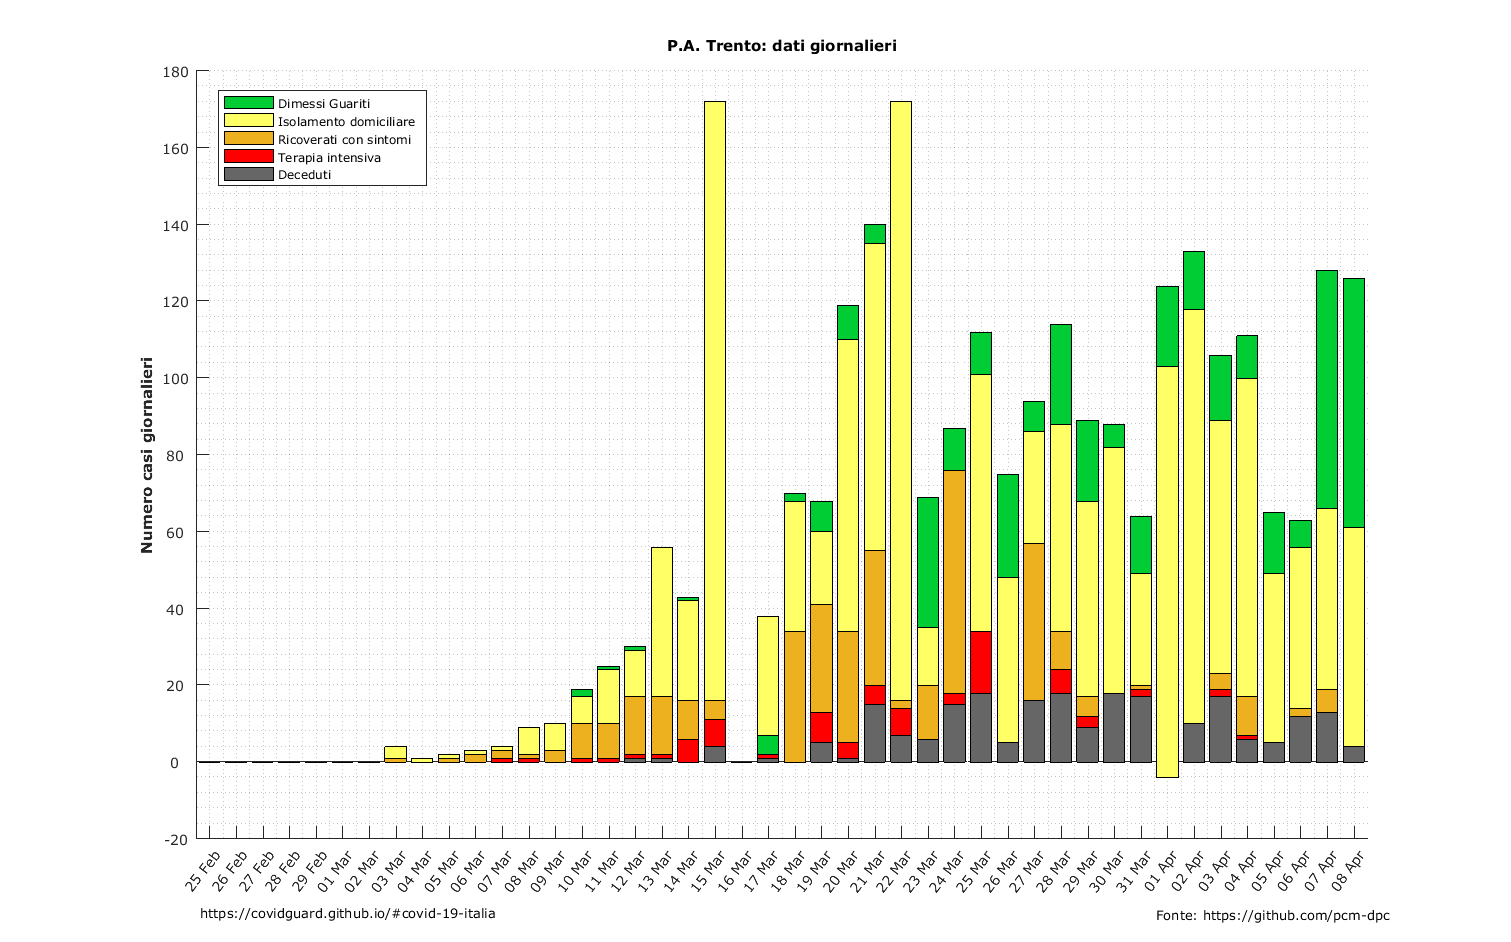 P.A. Trento: dati giornalieri
180
160
140
120
100
80
60
40
20
0
-20
Numero casi giornalieri
Dimessi Guariti
Isolamento domiciliare
Ricoverati con sintomi
Terapia intensiva
Deceduti
25 Feb
26 Feb
27 Feb
28 Feb
29 Feb
01 Mar
02 Mar
03 Mar
04 Mar
05 Mar
06 Mar
07 Mar
08 Mar
09 Mar
10 Mar
11 Mar
12 Mar
13 Mar
14 Mar
15 Mar
16 Mar
17 Mar
18 Mar
19 Mar
20 Mar
21 Mar
22 Mar
23 Mar
24 Mar
25 Mar
26 Mar
27 Mar
28 Mar
29 Mar
30 Mar
31 Mar
01 Apr
02 Apr
03 Apr
04 Apr
05 Apr
06 Apr
07 Apr
08 Apr
https://covidguard.github.io/#covid-19-italia
Fonte: https://github.com/pcm-dpc